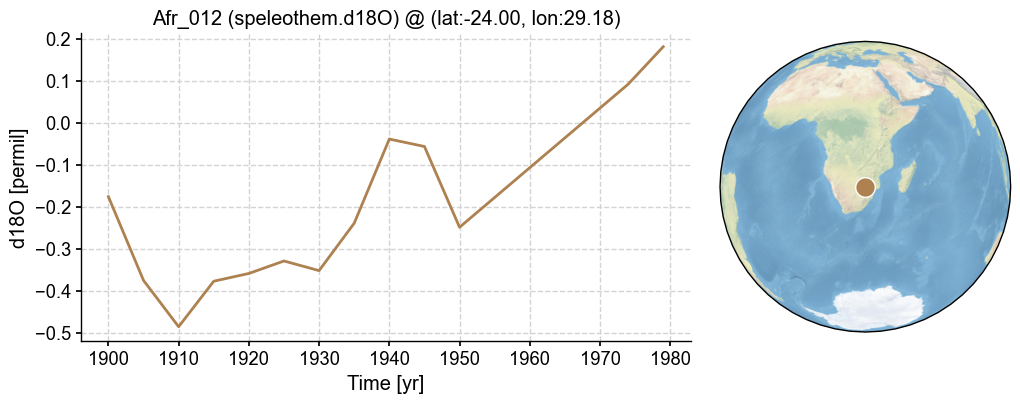 Afr_012 (speleothem.d18O) @ (lat:-24.00, lon:29.18)
d18O [permil]
0.2
0.1
0.0
−0.1
−0.2
−0.3
−0.4
−0.5
1900 1910 1920 1930 1940 1950 1960 1970 1980
Time [yr]